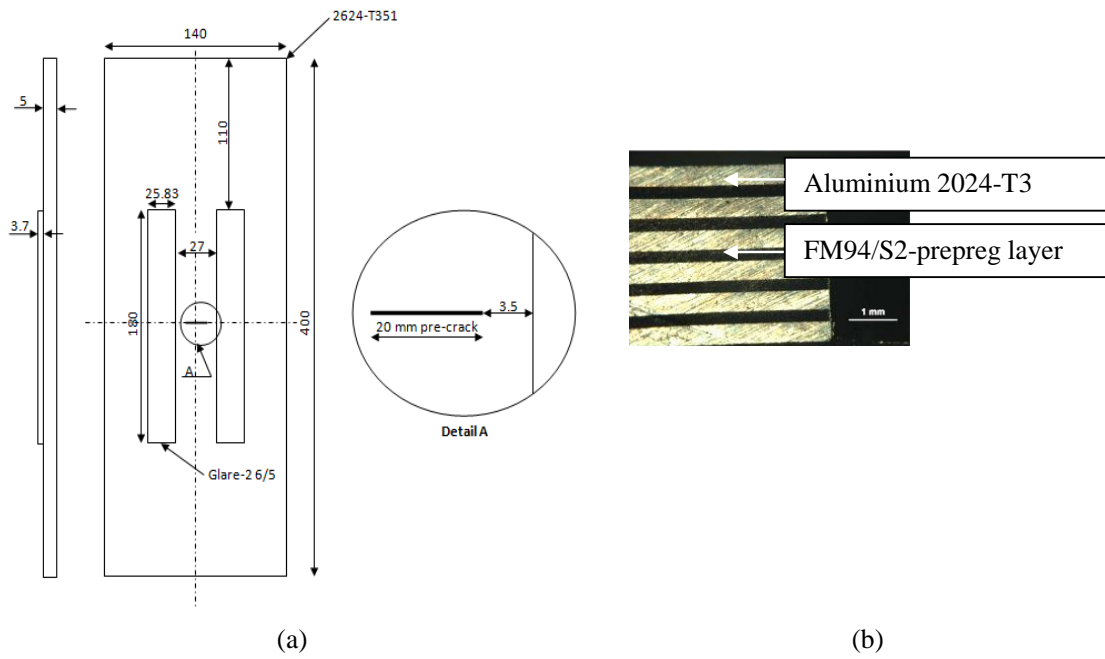 2624-T351
140
5
110
25.83
3.7
27
180
400
A
Glare-2 6/5
3.5
20 mm pre-crack
Detail A
Aluminium 2024-T3
FM94/S2-prepreg layer
1 mm
(a)
(b)